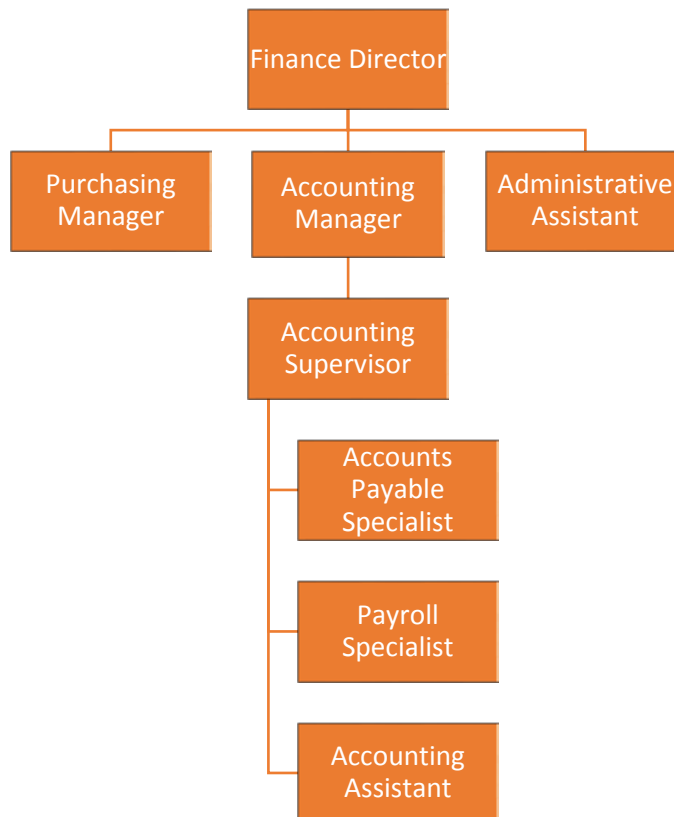 Finance Director
Purchasing
Manager
Accounting
Manager
Administrative
Assistant
Accounting
Supervisor
Accounts
Payable
Specialist
Payroll
Specialist
Accounting
Assistant